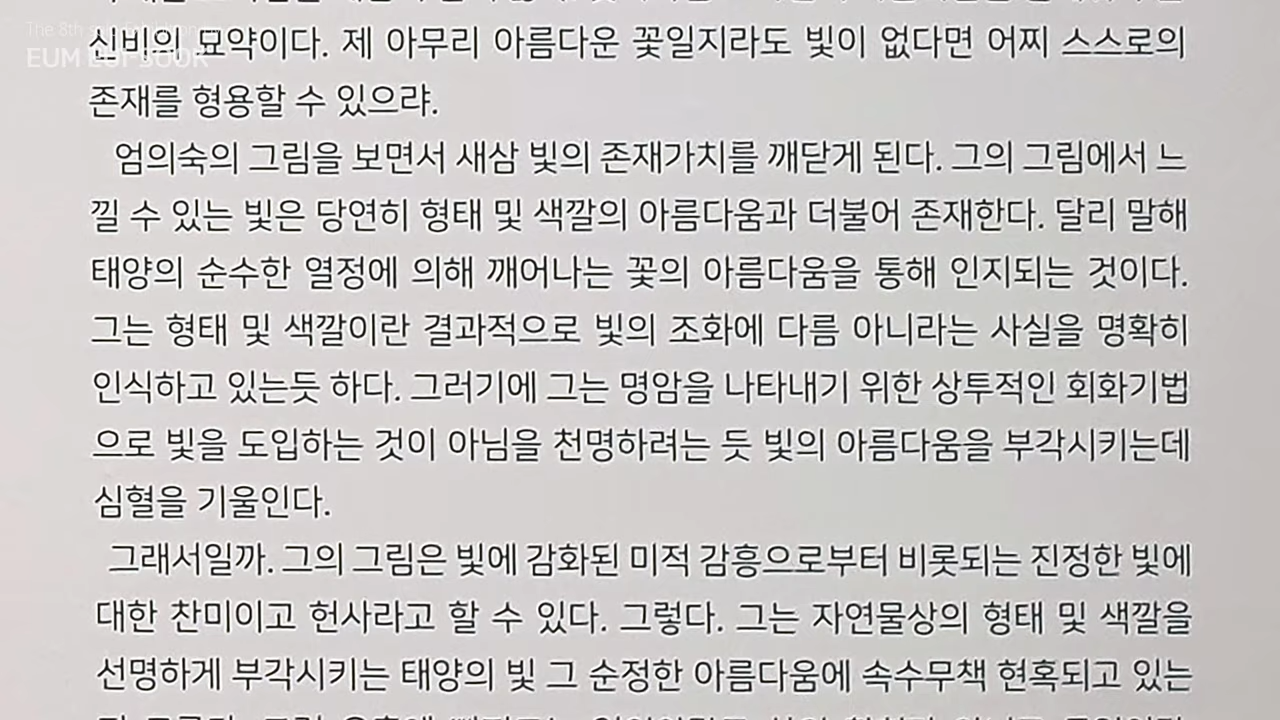 The 8th solo Exhibition by
EUM EUI-SOOK
신비의 묘약이다. 제 아무리 아름다운 꽃일지라도 빛이 없다면 어찌 스스로의
존재를 형용할 수 있으랴.
엄의숙의 그림을 보면서 새삼 빛의 존재가치를 깨닫게 된다. 그의 그림에서 느
낄 수 있는 빛은 당연히 형태 및 색깔의 아름다움과 더불어 존재한다. 달리 말해
태양의 순수한 열정에 의해 깨어나는 꽃의 아름다움을 통해 인지되는 것이다.
그는 형태 및 색깔이란 결과적으로 빛의 조화에 다름 아니라는 사실을 명확히
인식하고 있는듯 하다. 그러기에 그는 명암을 나타내기 위한 상투적인 회화기법
으로 빛을 도입하는 것이 아님을 천명하려는 듯 빛의 아름다움을 부각시키는데
심혈을 기울인다.
그래서일까. 그의 그림은 빛에 감화된 미적 감흥으로부터 비롯되는 진정한 빛에
대한 찬미이고 헌사라고 할 수 있다. 그렇다. 그는 자연물상의 형태 및 색깔을
선명하게 부각시키는 태양의 빛 그 순정한 아름다움에 속수무책 현혹되고 있는